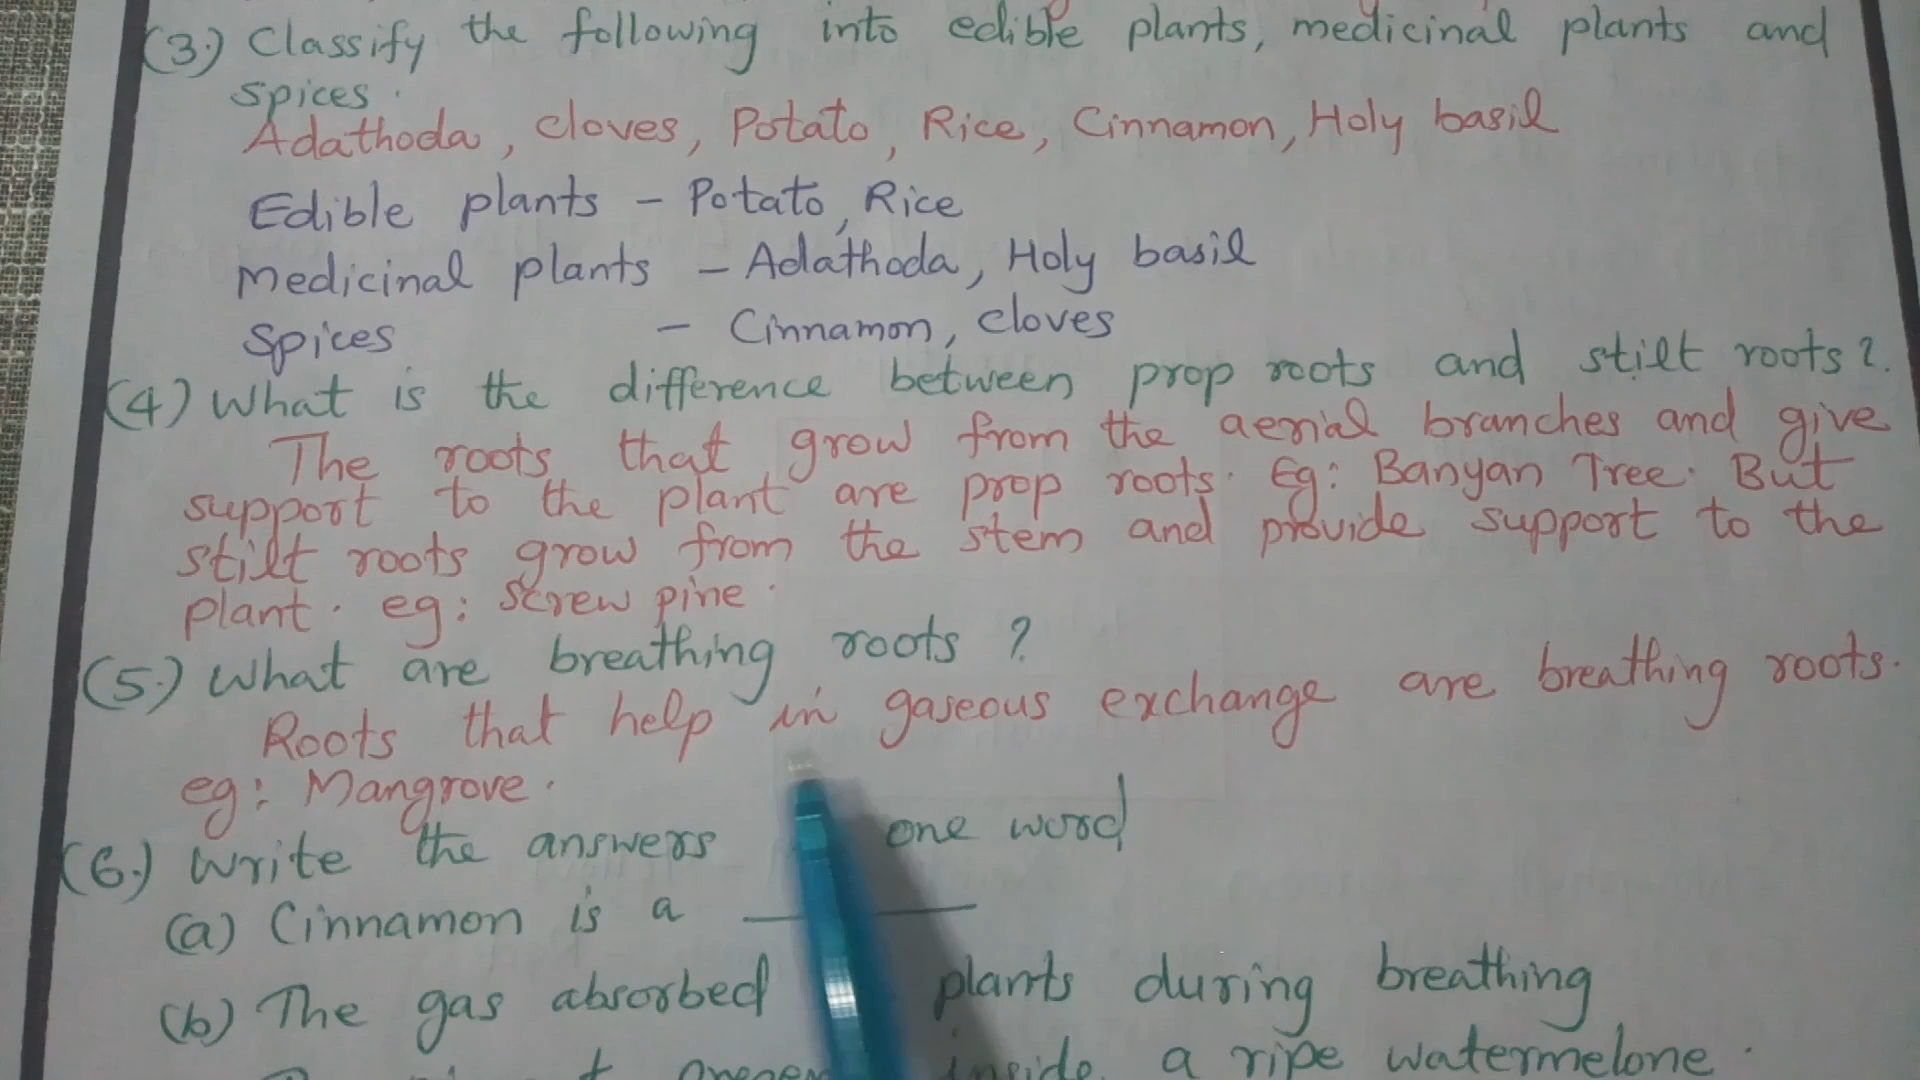 (3.) Classify the following into edible plants, medicinal plants and
spices.
Adathoda, cloves, Potato, Rice, Cinnamon, Holy basil
Edible plants - Potato, Rice
Medicinal plants - Adathoda, Holy basil
Spices - Cinnamon, cloves
(4) What is the difference between prop roots and stilt roots?
The roots that grow from the aerial branches and give
support to the plant are prop roots. Eg: Banyan Tree. But
stilt roots grow from the stem and provide support to the
plant. eg: Screw pine.
(5.) What are breathing roots?
Roots that help in gaseous exchange are breathing roots.
eg: Mangrove.
(6.) Write the answers one word
(a) Cinnamon is a
(b) The gas absorbed plants during breathing
inside a ripe watermelone.